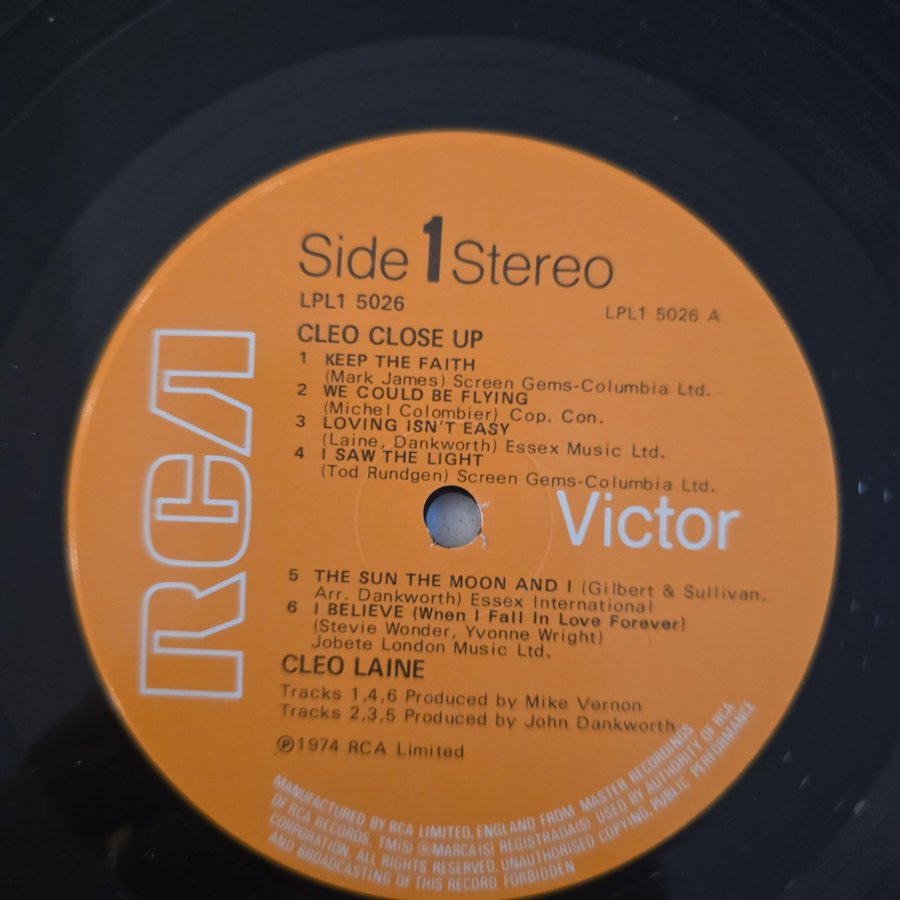 Side 1 Stereo
LPL1 5026
LPL1 5026 A
CLEO CLOSE UP
1 KEEP THE FAITH
(Mark James) Screen Gems-Columbia Ltd.
2 WE COULD BE FLYING
(Michel Colombier) Cop. Con.
3 LOVING ISN'T EASY
(Laine, Dankworth) Essex Music Ltd.
4 I SAW THE LIGHT
(Tod Rundgen) Screen Gems-Columbia Ltd.
RCA
Victor
5 THE SUN THE MOON AND I (Gilbert & Sullivan,
Arr. Dankworth) Essex International
6 I BELIEVE (When I Fall In Love Forever)
(Stevie Wonder, Yvonne Wright)
Jobete London Music Ltd.
CLEO LAINE
Tracks 1,4,6 Produced by Mike Vernon
Tracks 2,3,5 Produced by John Dankworth
℗1974 RCA Limited
MANUFACTURED BY RCA LIMITED, ENGLAND FROM MASTER RECORDINGS
OF RCA RECORDS, TM(S) ®MARCA(S) REGISTRADA(S) USED BY AUTHORITY OF RCA
CORPORATION, ALL RIGHTS RESERVED. UNAUTHORISED COPYING, PUBLIC PERFORMANCE
AND BROADCASTING OF THIS RECORD FORBIDDEN